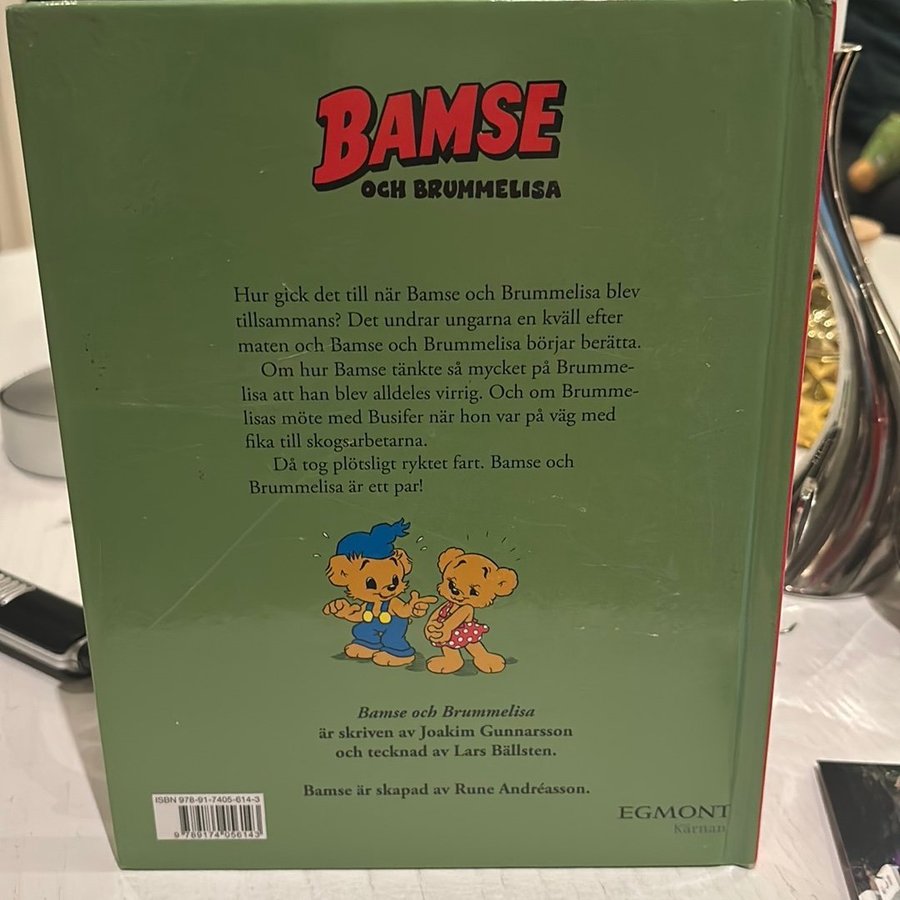 BAMSE
OCH BRUMMELISA
Hur gick det till när Bamse och Brummelisa blev
tillsammans? Det undrar ungarna en kväll efter
maten och Bamse och Brummelisa börjar berätta.
Om hur Bamse tänkte så mycket på Brumme-
lisa att han blev alldeles virrig. Och om Brumme-
lisas möte med Busifer när hon var på väg med
fika till skogsarbetarna.
Då tog plötsligt ryktet fart. Bamse och
Brummelisa är ett par!
Bamse och Brummelisa
är skriven av Joakim Gunnarsson
och tecknad av Lars Bällsten.
Bamse är skapad av Rune Andréasson.
ISBN 978-91-7405-614-3
9 789174 056143
EGMONT
Kärnan